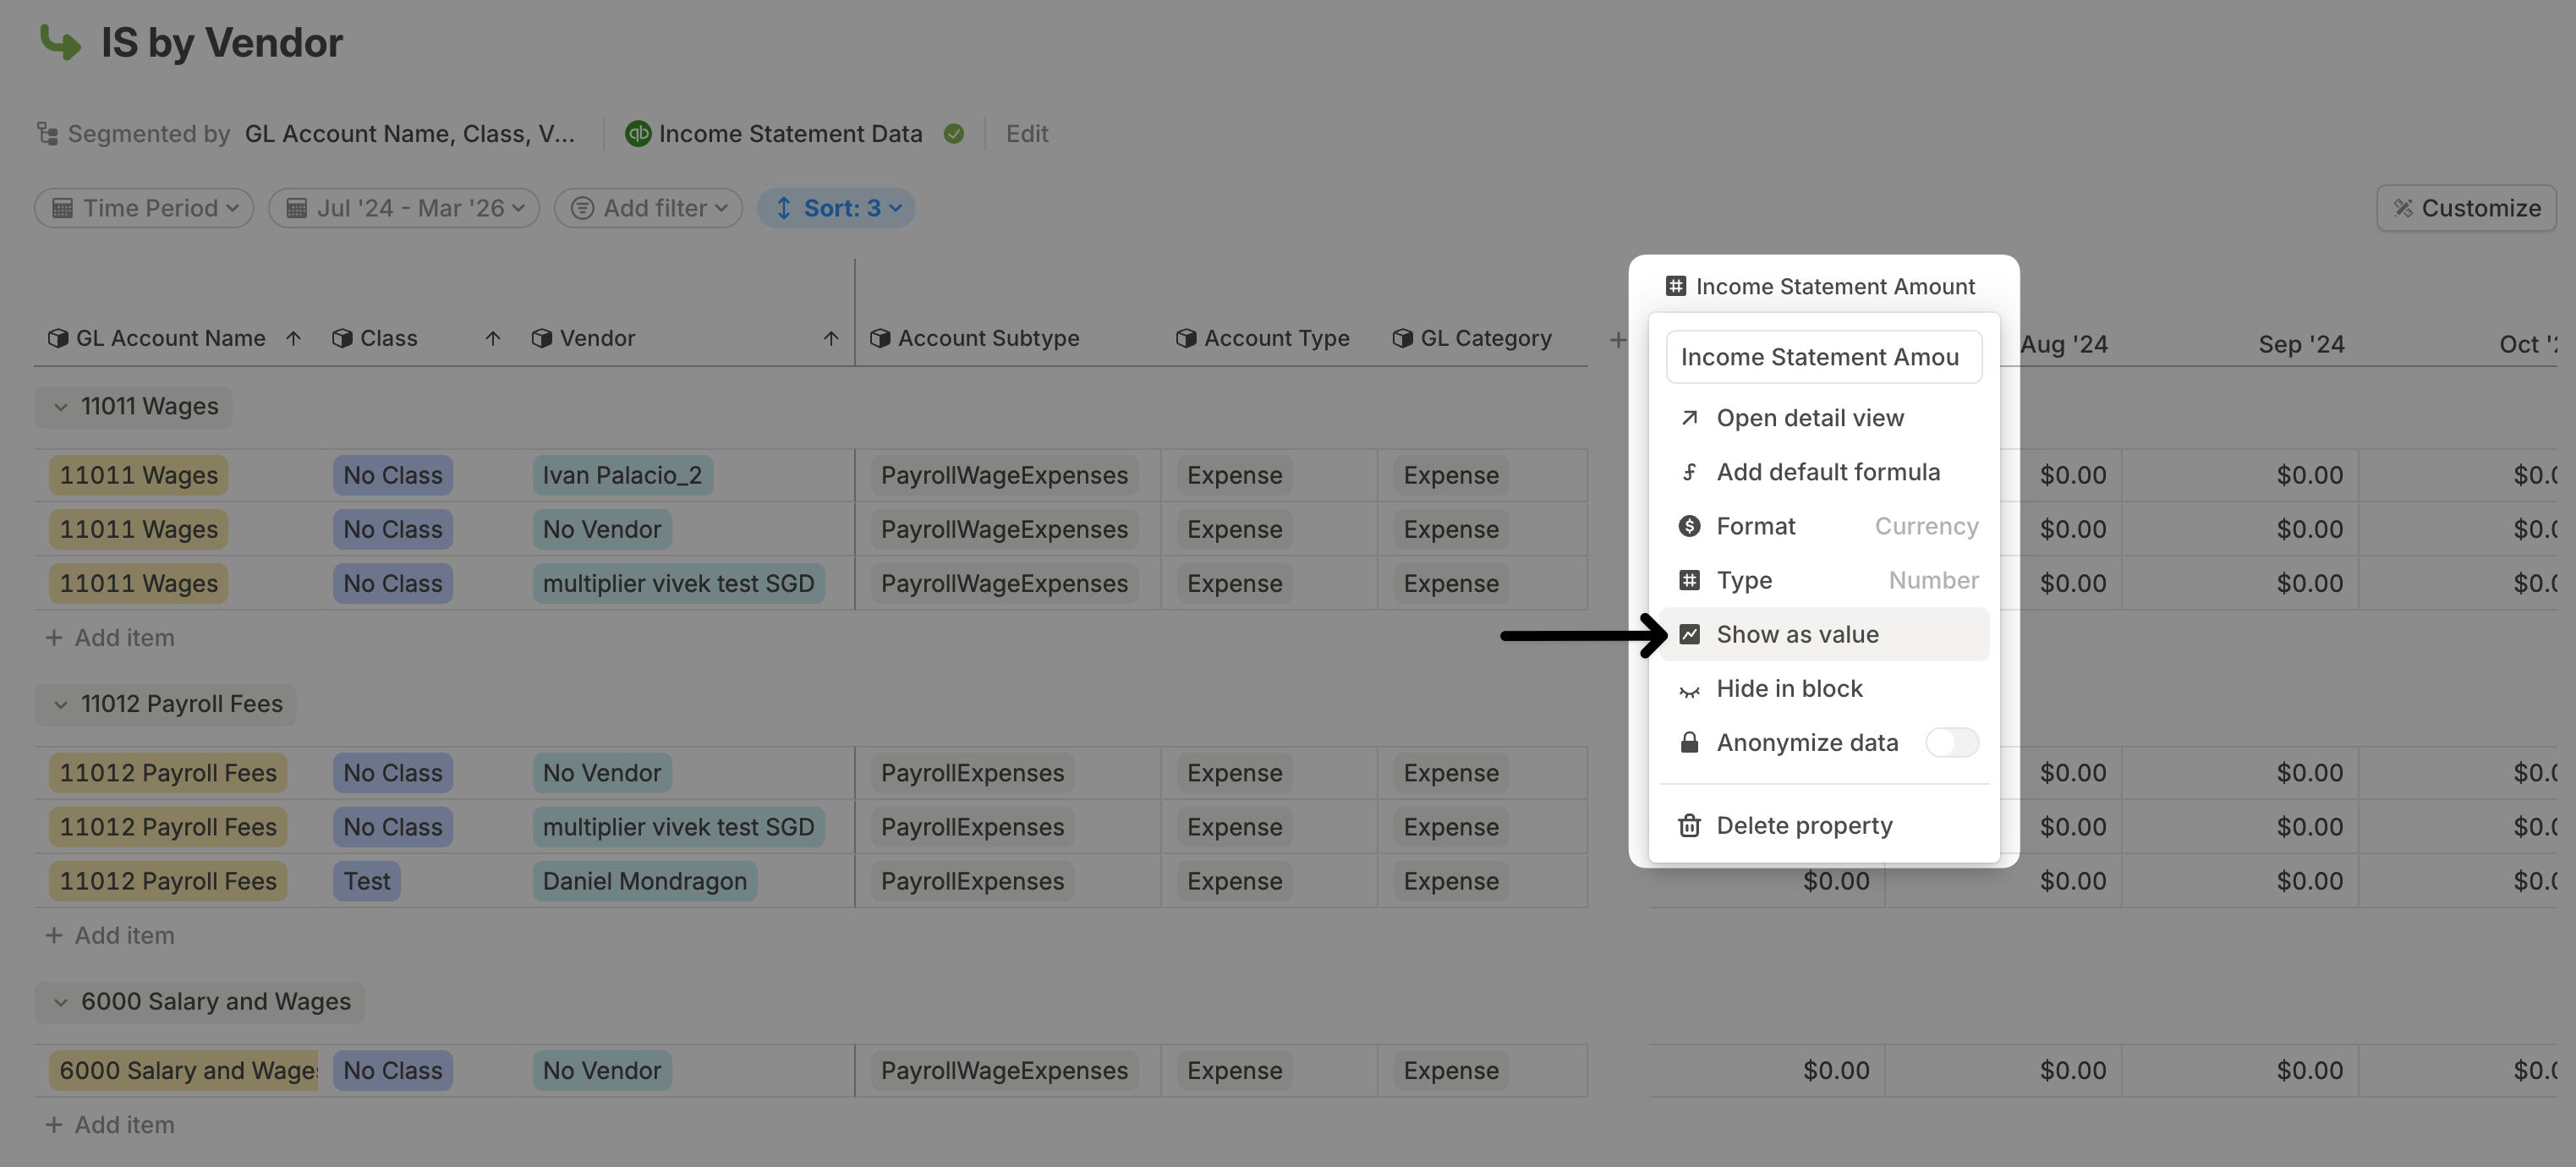 IS by Vendor
Segmented by GL Account Name, Class, V... Income Statement Data Edit
Time Period Jul '24 - Mar '26 Add filter Sort: 3 Customize
Income Statement Amount
GL Account Name Class Vendor Account Subtype Account Type GL Category + Aug '24 Sep '24 Oct '2
Income Statement Amou
Open detail view
Add default formula
Format Currency
Type Number
Show as value
Hide in block
Anonymize data
Delete property
11011 Wages
11011 Wages No Class Ivan Palacio_2 PayrollWageExpenses Expense Expense $0.00 $0.00 $0.0
11011 Wages No Class No Vendor PayrollWageExpenses Expense Expense $0.00 $0.00 $0.0
11011 Wages No Class multiplier vivek test SGD PayrollWageExpenses Expense Expense $0.00 $0.00 $0.0
+ Add item
11012 Payroll Fees
11012 Payroll Fees No Class No Vendor PayrollExpenses Expense Expense $0.00 $0.00 $0.0
11012 Payroll Fees No Class multiplier vivek test SGD PayrollExpenses Expense Expense $0.00 $0.00 $0.0
11012 Payroll Fees Test Daniel Mondragon PayrollExpenses Expense Expense $0.00 $0.00 $0.00 $0.0
+ Add item
6000 Salary and Wages
6000 Salary and Wages No Class No Vendor PayrollWageExpenses Expense Expense $0.00 $0.00 $0.00 $0.0
+ Add item